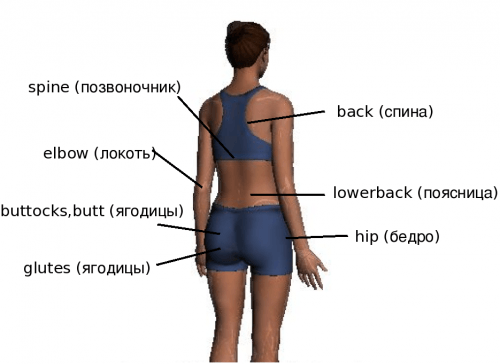 spine (позвоночник)
back (спина)
elbow (локоть)
lowerback (поясница)
buttocks,butt (ягодицы)
hip (бедро)
glutes (ягодицы)